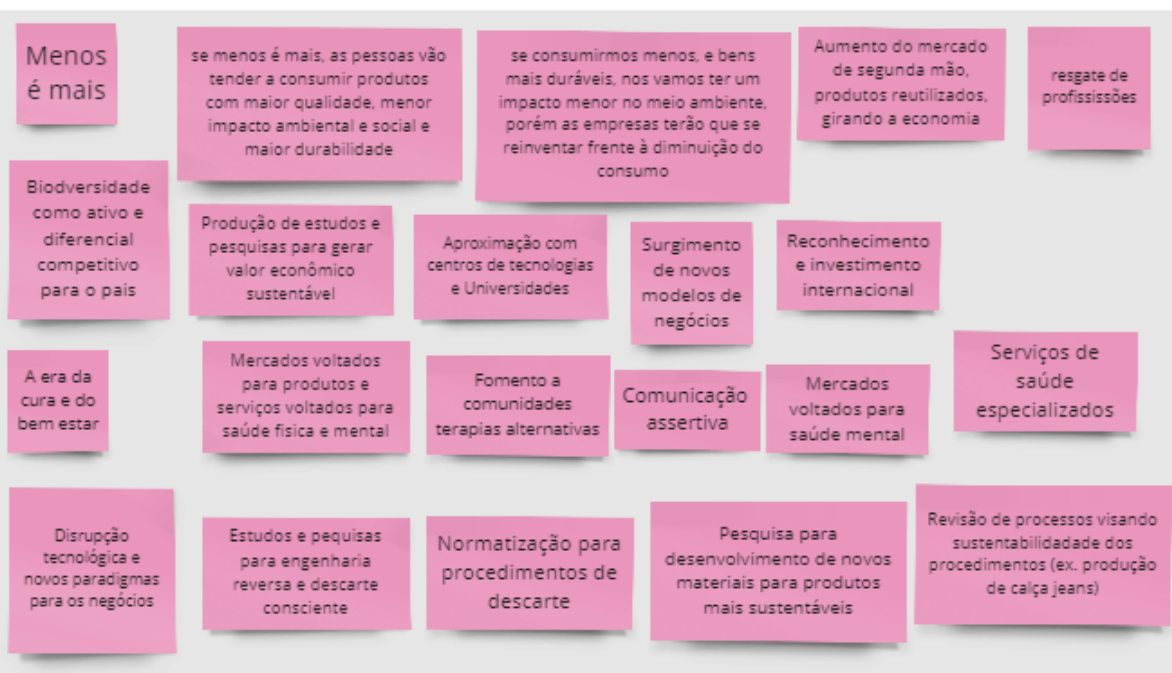 Menos
é mais
se menos é mais, as pessoas vão
tender a consumir produtos
com maior qualidade, menor
impacto ambiental e social e
maior durabilidade
se consumirmos menos, e bens
mais duráveis, nos vamos ter um
impacto menor no meio ambiente,
porém as empresas terão que se
reinventar frente à diminuição do
consumo
Aumento do mercado
de segunda mão,
produtos reutilizados,
girando a economia
resgate de
profississões
Biodversidade
como ativo e
diferencial
competitivo
para o pais
Produção de estudos e
pesquisas para gerar
valor econômico
sustentável
Aproximação com
centros de tecnologias
e Universidades
Surgimento
de novos
modelos de
negócios
Reconhecimento
e investimento
internacional
A era da
cura e do
bem estar
Mercados voltados
para produtos e
serviços voltados para
saúde fisica e mental
Fomento a
comunidades
terapias alternativas
Comunicação
assertiva
Mercados
voltados para
saúde mental
Serviços de
saúde
especializados
Disrupção
tecnológica e
novos paradigmas
para os negócios
Estudos e pequisas
para engenharia
reversa e descarte
consciente
Normatização para
procedimentos de
descarte
Pesquisa para
desenvolvimento de novos
materiais para produtos
mais sustentáveis
Revisão de processos visando
sustentabilidadade dos
procedimentos (ex. produção
de calça jeans)